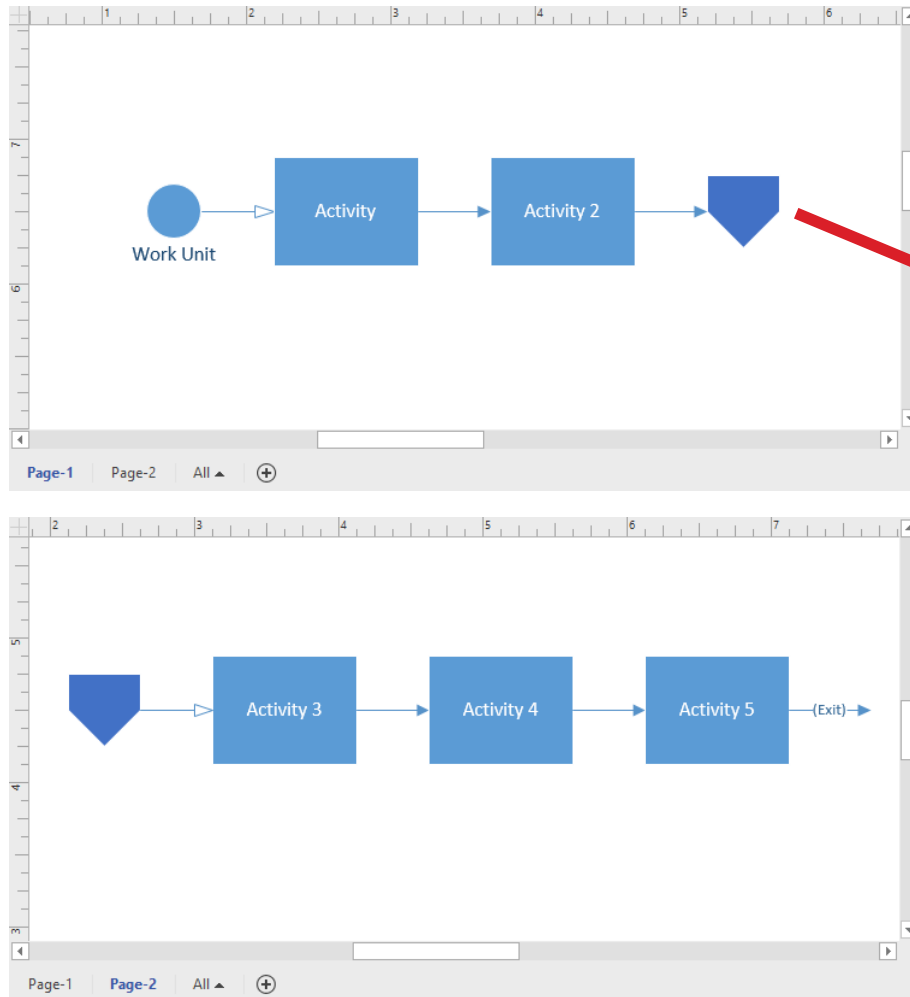 1 2 3 4 5 6
7
Activity
Activity 2
Work Unit
6
Page-1 Page-2 All
2 3 4 5 6 7
5
Activity 3
Activity 4
Activity 5
(Exit)
4
3
Page-1 Page-2 All